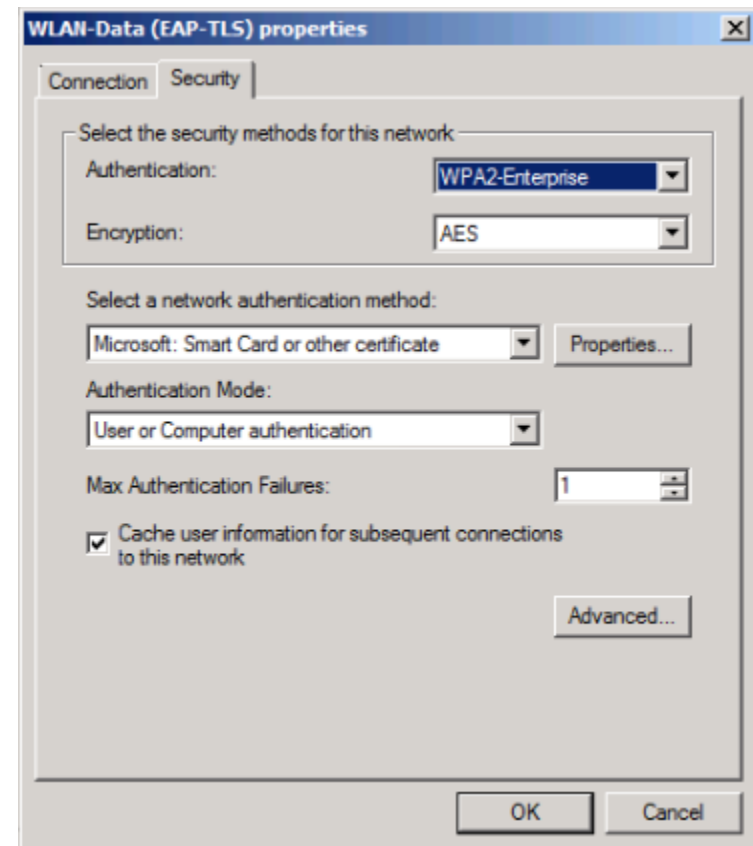 WLAN-Data (EAP-TLS) properties
Connection
Security
Select the security methods for this network
Authentication:
WPA2-Enterprise
Encryption:
AES
Select a network authentication method:
Microsoft: Smart Card or other certificate
Properties...
Authentication Mode:
User or Computer authentication
Max Authentication Failures:
1
Cache user information for subsequent connections
to this network
Advanced...
OK
Cancel